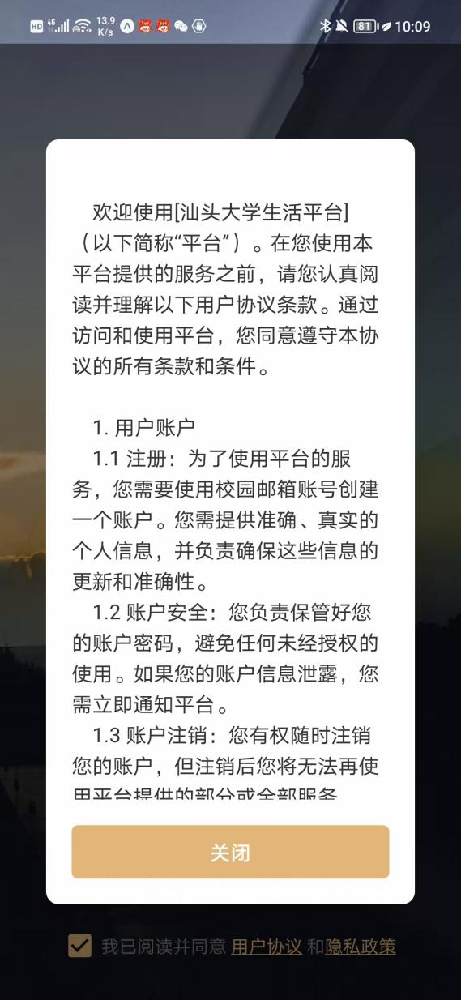 HD 4G 13.9 K/s 81 10:09
欢迎使用[汕头大学生活平台]
（以下简称“平台”）。在您使用本
平台提供的服务之前，请您认真阅
读并理解以下用户协议条款。通过
访问和使用平台，您同意遵守本协
议的所有条款和条件。
1. 用户账户
1.1 注册：为了使用平台的服
务，您需要使用校园邮箱账号创建
一个账户。您需提供准确、真实的
个人信息，并负责确保这些信息的
更新和准确性。
1.2 账户安全：您负责保管好您
的账户密码，避免任何未经授权的
使用。如果您的账户信息泄露，您
需立即通知平台。
1.3 账户注销：您有权随时注销
您的账户，但注销后您将无法再使
用平台提供的部分或全部服务
关闭
我已阅读并同意 用户协议 和隐私政策